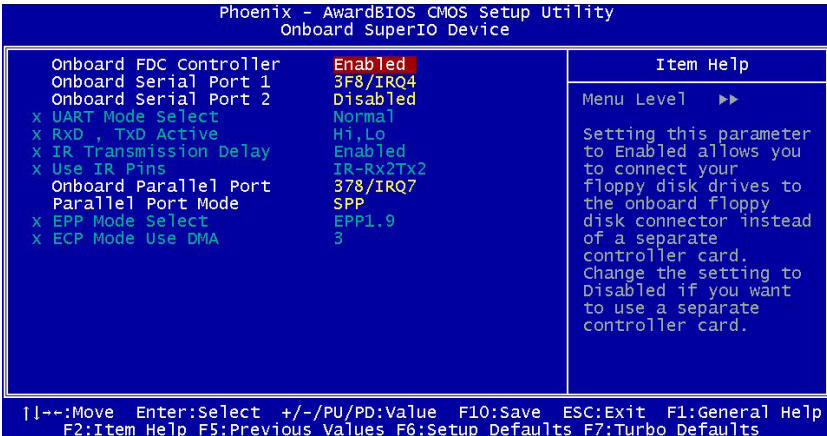 Phoenix - AwardBIOS CMOS Setup Utility
Onboard SuperIO Device
Onboard FDC Controller Enabled
Onboard Serial Port 1 3F8/IRQ4
Onboard Serial Port 2 Disabled
x UART Mode Select Normal
x RxD , TxD Active Hi,Lo
x IR Transmission Delay Enabled
x Use IR Pins IR-Rx2Tx2
Onboard Parallel Port 378/IRQ7
Parallel Port Mode SPP
x EPP Mode Select EPP1.9
x ECP Mode Use DMA 3
Item Help
Menu Level ▶▶
Setting this parameter
to Enabled allows you
to connect your
floppy disk drives to
the onboard floppy
disk connector instead
of a separate
controller card.
Change the setting to
Disabled if you want
to use a separate
controller card.
↑↓→←:Move Enter:Select +/-/PU/PD:Value F10:Save ESC:Exit F1:General Help
F2:Item Help F5:Previous Values F6:Setup Defaults F7:Turbo Defaults